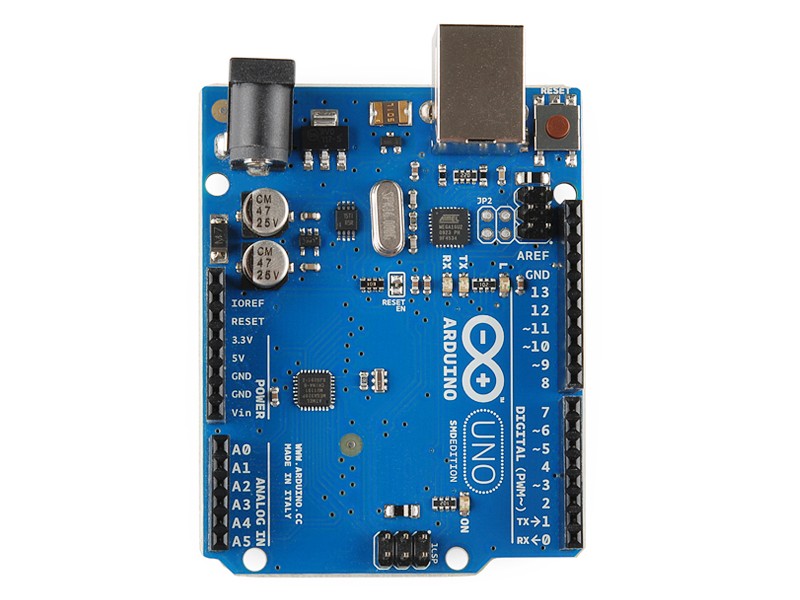 RESET
501L
CM
47
25V
CM
47
25V
M7
JP2
ATMEL
RX
TX
L
RESET
EN
AREF
GND
13
12
~11
~10
~9
8
7
~6
~5
4
~3
2
TX→1
RX←0
DIGITAL (PWM~)
IOREF
RESET
3.3V
5V
GND
GND
Vin
POWER
A0
A1
A2
A3
A4
A5
ANALOG IN
WWW.ARDUINO.CC
MADE IN ITALY
ARDUINO
UNO
SMDEDITION
ON
ICSP